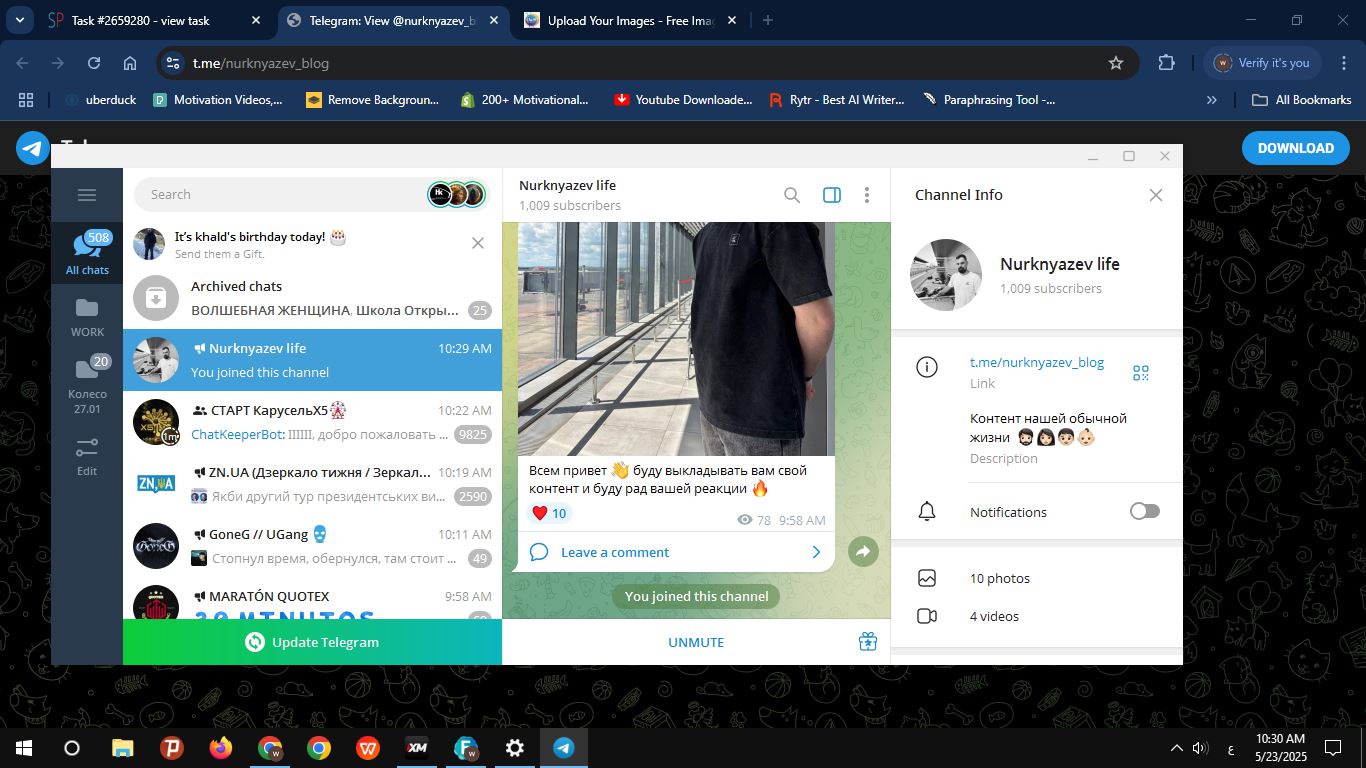 Task #2659280 - view task
Telegram: View @nurknyazev_b
Upload Your Images - Free Ima
t.me/nurknyazev_blog
Verify it's you
uberduck
Motivation Videos,...
Remove Backgroun...
200+ Motivational...
Youtube Downloade...
Rytr - Best AI Writer...
Paraphrasing Tool -...
All Bookmarks
DOWNLOAD
Search
508
All chats
WORK
20
Колесо
27.01
Edit
It's khald's birthday today! 🎂
Send them a Gift.
Archived chats
ВОЛШЕБНАЯ ЖЕНЩИНА, Школа Откры...
25
Nurknyazev life
10:29 AM
You joined this channel
СТАРТ КарусельХ5🎡
10:22 AM
ChatKeeperBot: ІІІІІІ, добро пожаловать ...
9825
1m
ZN.UA (Дзеркало тижня / Зеркал...
10:19 AM
ZN,UA
Якби другий тур президентських ви...
2590
GoneG // UGang
10:11 AM
Стопнул время, обернулся, там стоит ...
49
MARATÓN QUOTEX
9:58 AM
Update Telegram
Nurknyazev life
1,009 subscribers
Всем привет 👋 буду выкладывать вам свой
контент и буду рад вашей реакции 🔥
❤️ 10
78 9:58 AM
Leave a comment
You joined this channel
UNMUTE
Channel Info
Nurknyazev life
1,009 subscribers
t.me/nurknyazev_blog
Link
Контент нашей обычной
жизни 🧔🏻👩🏻👦🏻👶🏻
Description
Notifications
10 photos
4 videos
XM
ع
10:30 AM
5/23/2025